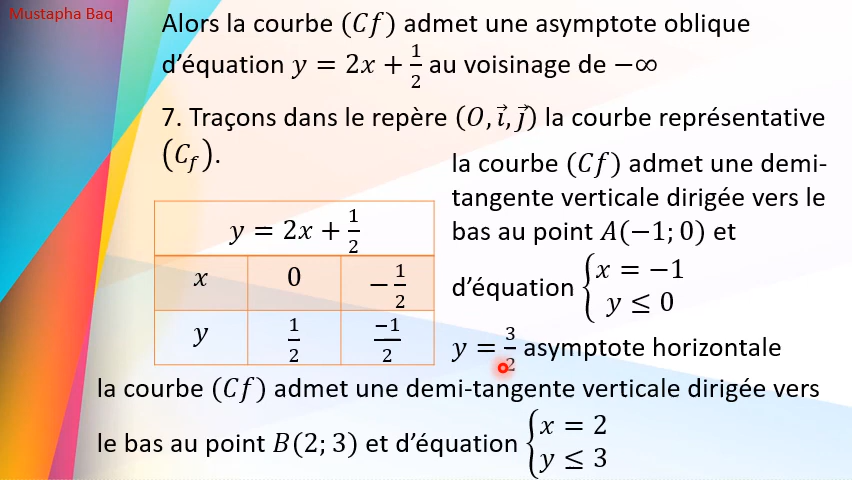 Mustapha Baq
Alors la courbe (Cf) admet une asymptote oblique
d'équation y = 2x + 1/2 au voisinage de −∞
7. Traçons dans le repère (O, i⃗, j⃗) la courbe représentative
(C_f).
la courbe (Cf) admet une demi-
tangente verticale dirigée vers le
bas au point A(−1; 0) et
d'équation {x = −1
y ≤ 0
y = 2x + 1/2
x 0 −1/2
y 1/2 −1/2
y = 3/2 asymptote horizontale
la courbe (Cf) admet une demi-tangente verticale dirigée vers
le bas au point B(2; 3) et d'équation {x = 2
y ≤ 3